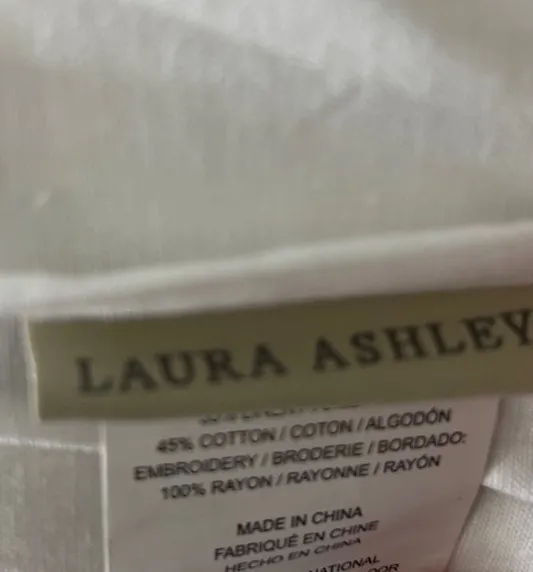 LAURA ASHLEY
45% COTTON / COTON / ALGODÓN
EMBROIDERY / BRODERIE / BORDADO:
100% RAYON / RAYONNE / RAYÓN
MADE IN CHINA
FABRIQUÉ EN CHINE
HECHO EN CHINA